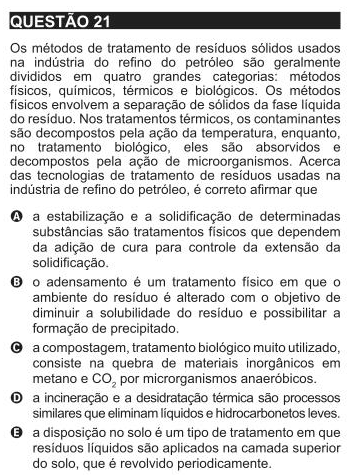 QUESTÃO 21
Os métodos de tratamento de resíduos sólidos usados
na indústria do refino do petróleo são geralmente
divididos em quatro grandes categorias: métodos
físicos, químicos, térmicos e biológicos. Os métodos
físicos envolvem a separação de sólidos da fase líquida
do resíduo. Nos tratamentos térmicos, os contaminantes
são decompostos pela ação da temperatura, enquanto,
no tratamento biológico, eles são absorvidos e
decompostos pela ação de microorganismos. Acerca
das tecnologias de tratamento de resíduos usadas na
indústria de refino do petróleo, é correto afirmar que
A a estabilização e a solidificação de determinadas
substâncias são tratamentos físicos que dependem
da adição de cura para controle da extensão da
solidificação.
B o adensamento é um tratamento físico em que o
ambiente do resíduo é alterado com o objetivo de
diminuir a solubilidade do resíduo e possibilitar a
formação de precipitado.
C a compostagem, tratamento biológico muito utilizado,
consiste na quebra de materiais inorgânicos em
metano e CO₂ por microrganismos anaeróbicos.
D a incineração e a desidratação térmica são processos
similares que eliminam líquidos e hidrocarbonetos leves.
E a disposição no solo é um tipo de tratamento em que
resíduos líquidos são aplicados na camada superior
do solo, que é revolvido periodicamente.